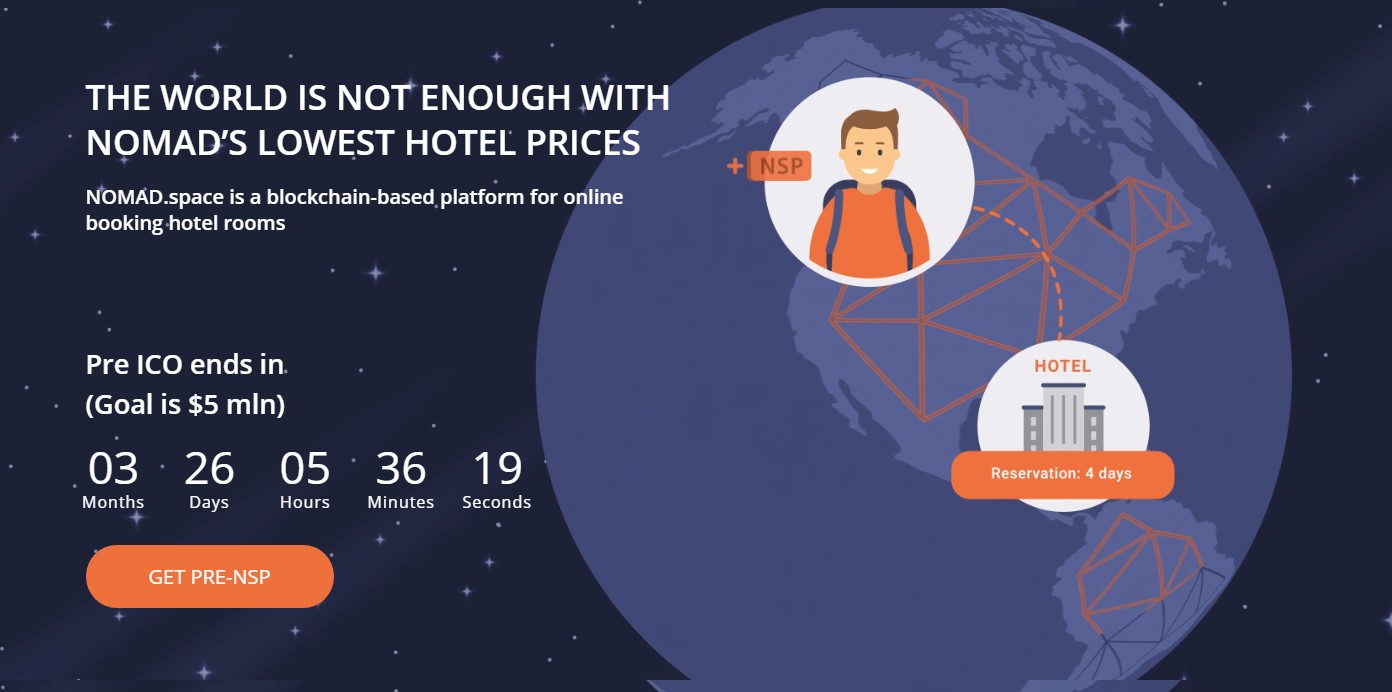 THE WORLD IS NOT ENOUGH WITH
NOMAD'S LOWEST HOTEL PRICES
NOMAD.space is a blockchain-based platform for online
booking hotel rooms
+ NSP
Pre ICO ends in
(Goal is $5 mln)
HOTEL
Reservation: 4 days
03 26 05 36 19
Months Days Hours Minutes Seconds
GET PRE-NSP